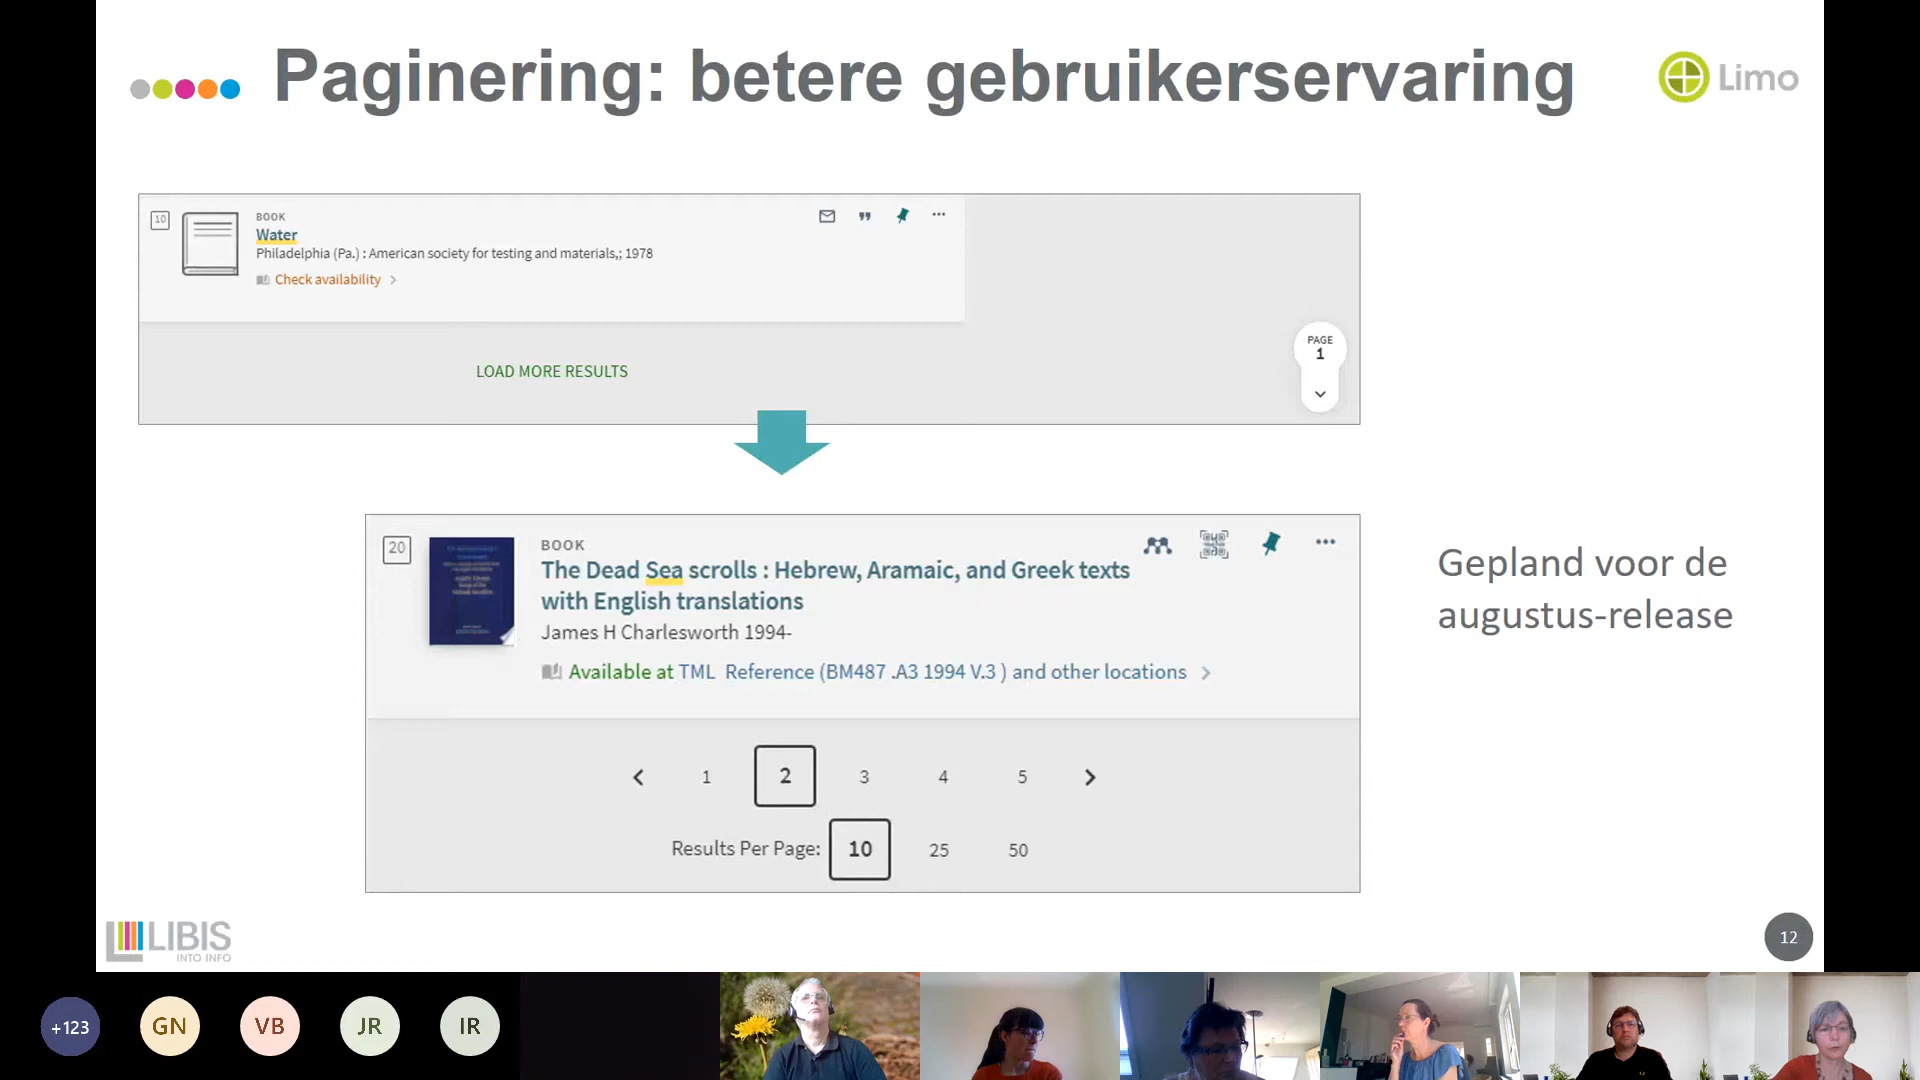 Paginering: betere gebruikerservaring
Limo
10
BOOK
Water
Philadelphia (Pa.) : American society for testing and materials,; 1978
Check availability
PAGE
1
LOAD MORE RESULTS
20
BOOK
The Dead Sea scrolls : Hebrew, Aramaic, and Greek texts
with English translations
James H Charlesworth 1994-
Available at TML Reference (BM487 .A3 1994 V.3 ) and other locations
Gepland voor de
augustus-release
1 2 3 4 5
Results Per Page: 10 25 50
LIBIS
INTO INFO
12
+123 GN VB JR IR